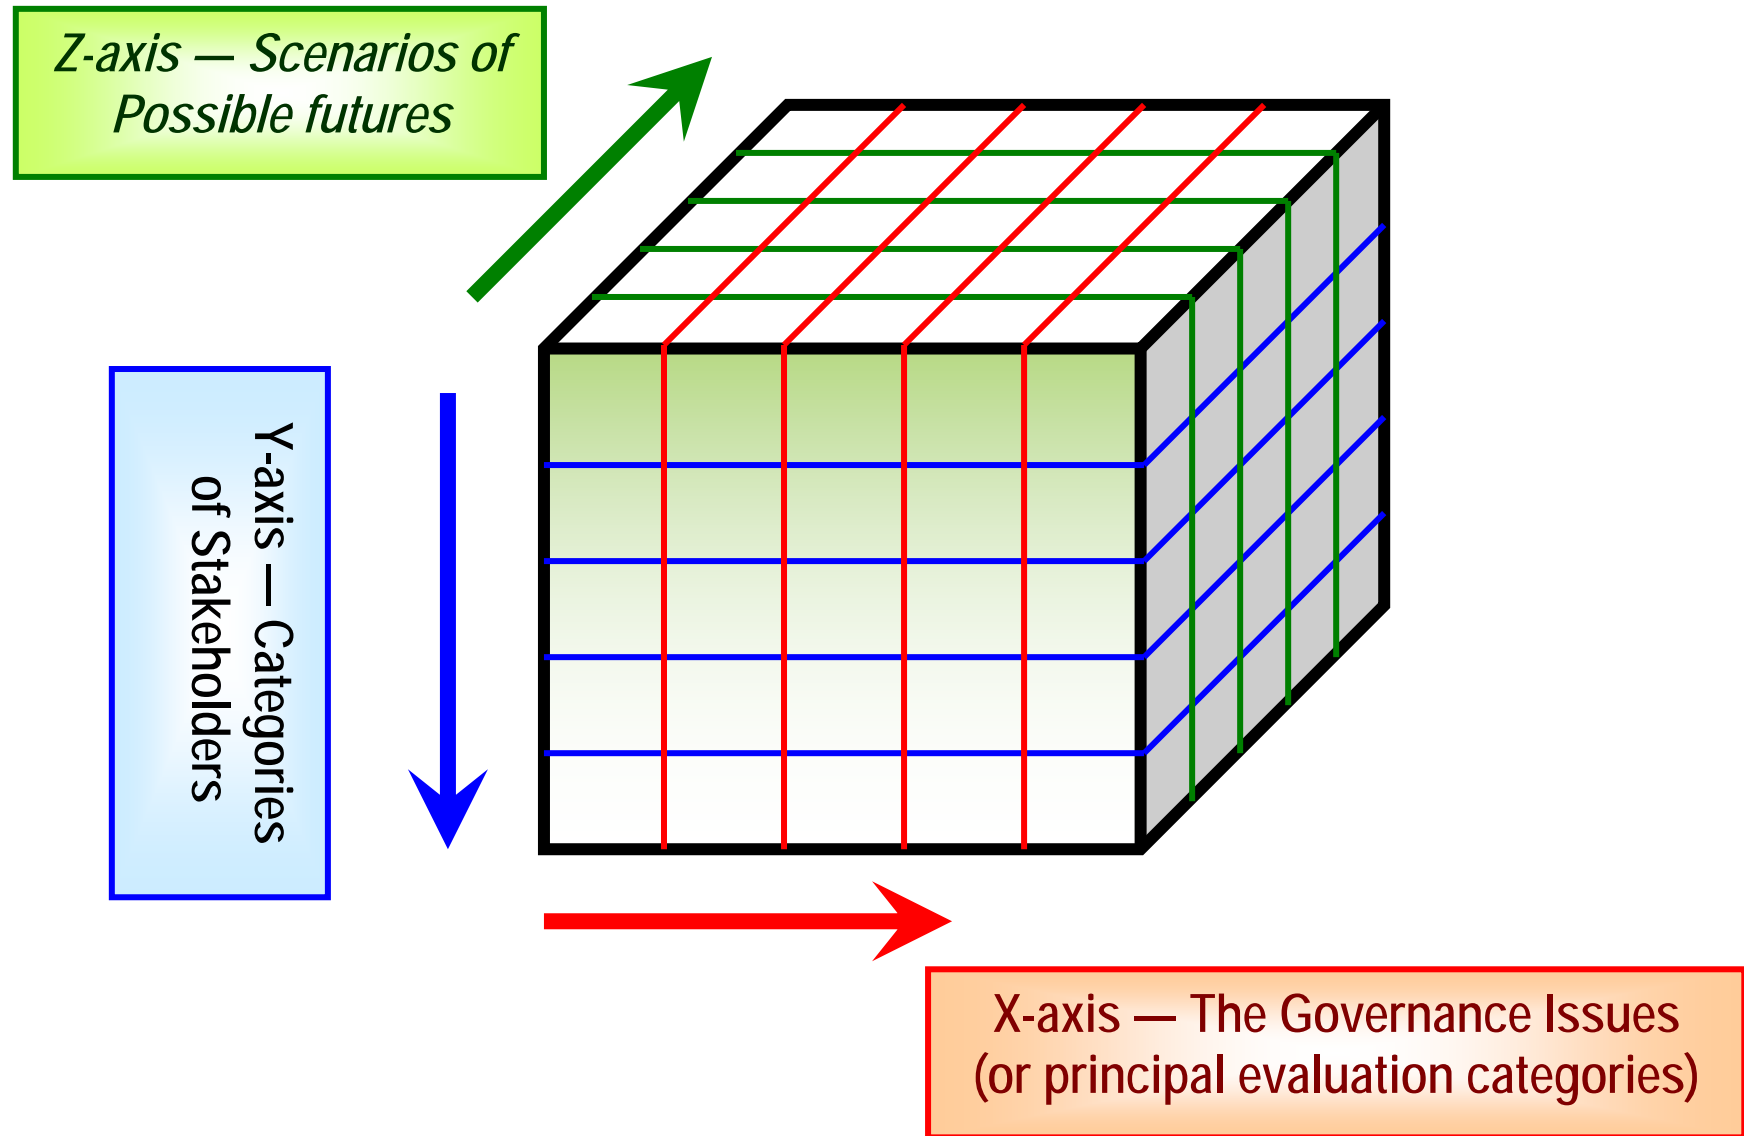 Z-axis — Scenarios of
Possible futures
Y-axis — Categories
of Stakeholders
X-axis — The Governance Issues
(or principal evaluation categories)